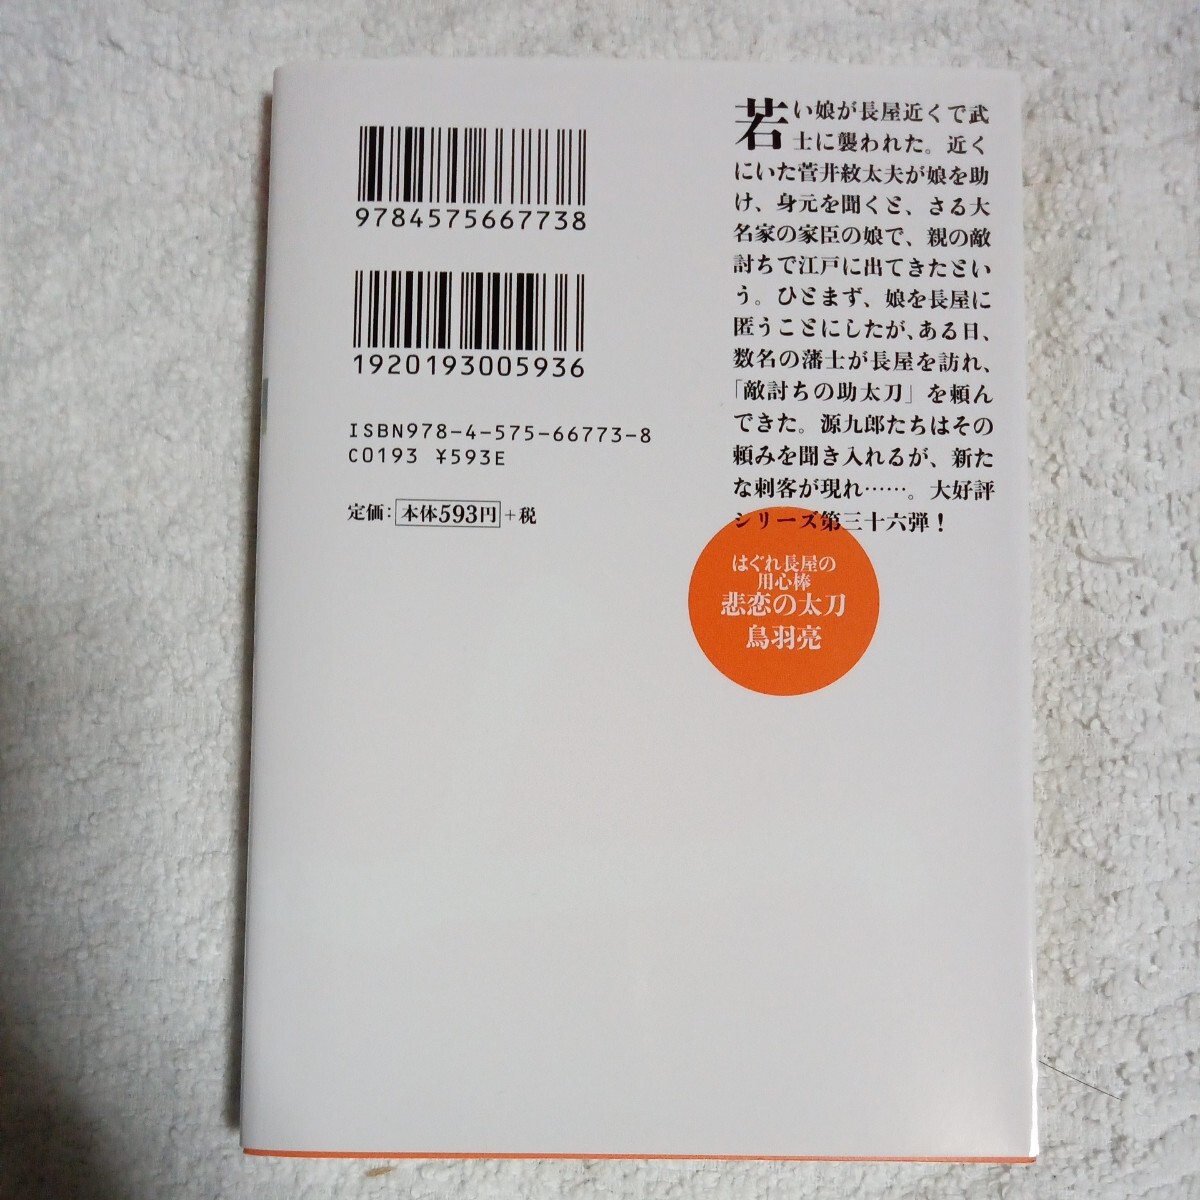 9784575667738
1920193005936
ISBN978-4-575-66773-8
C0193 ¥593E
定価：本体593円＋税
若い娘が長屋近くで武
士に襲われた。近く
にいた菅井紋太夫が娘を助
け、身元を聞くと、さる大
名家の家臣の娘で、親の敵
討ちで江戸に出てきたとい
う。ひとまず、娘を長屋に
匿うことにしたが、ある日、
数名の藩士が長屋を訪れ、
「敵討ちの助太刀」を頼ん
できた。源九郎たちはその
頼みを聞き入れるが、新た
な刺客が現れ……。大好評
シリーズ第三十六弾！
はぐれ長屋の
用心棒
悲恋の太刀
鳥羽亮